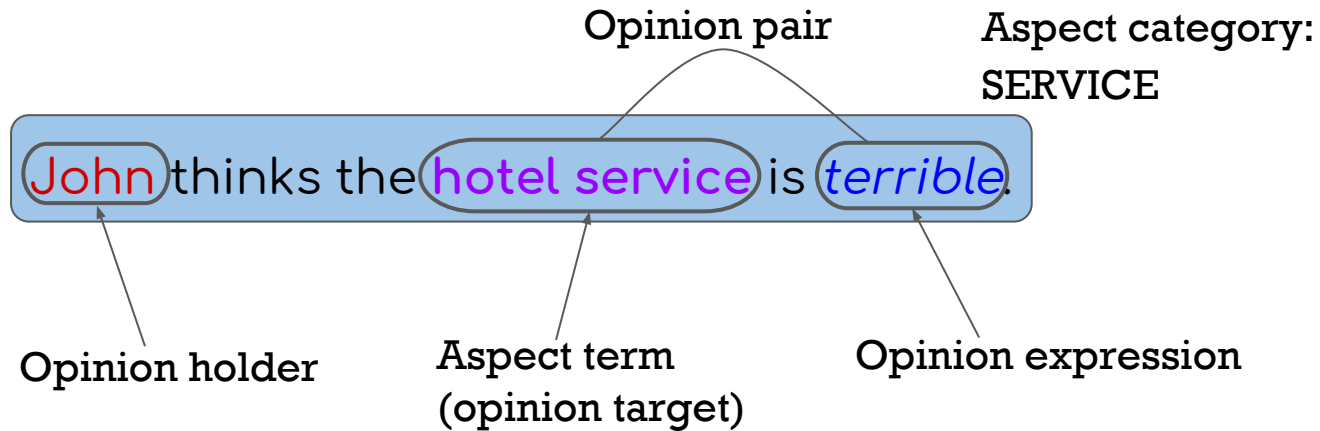 Opinion pair
Aspect category:
SERVICE
John thinks the hotel service is terrible.
Opinion holder
Aspect term
(opinion target)
Opinion expression